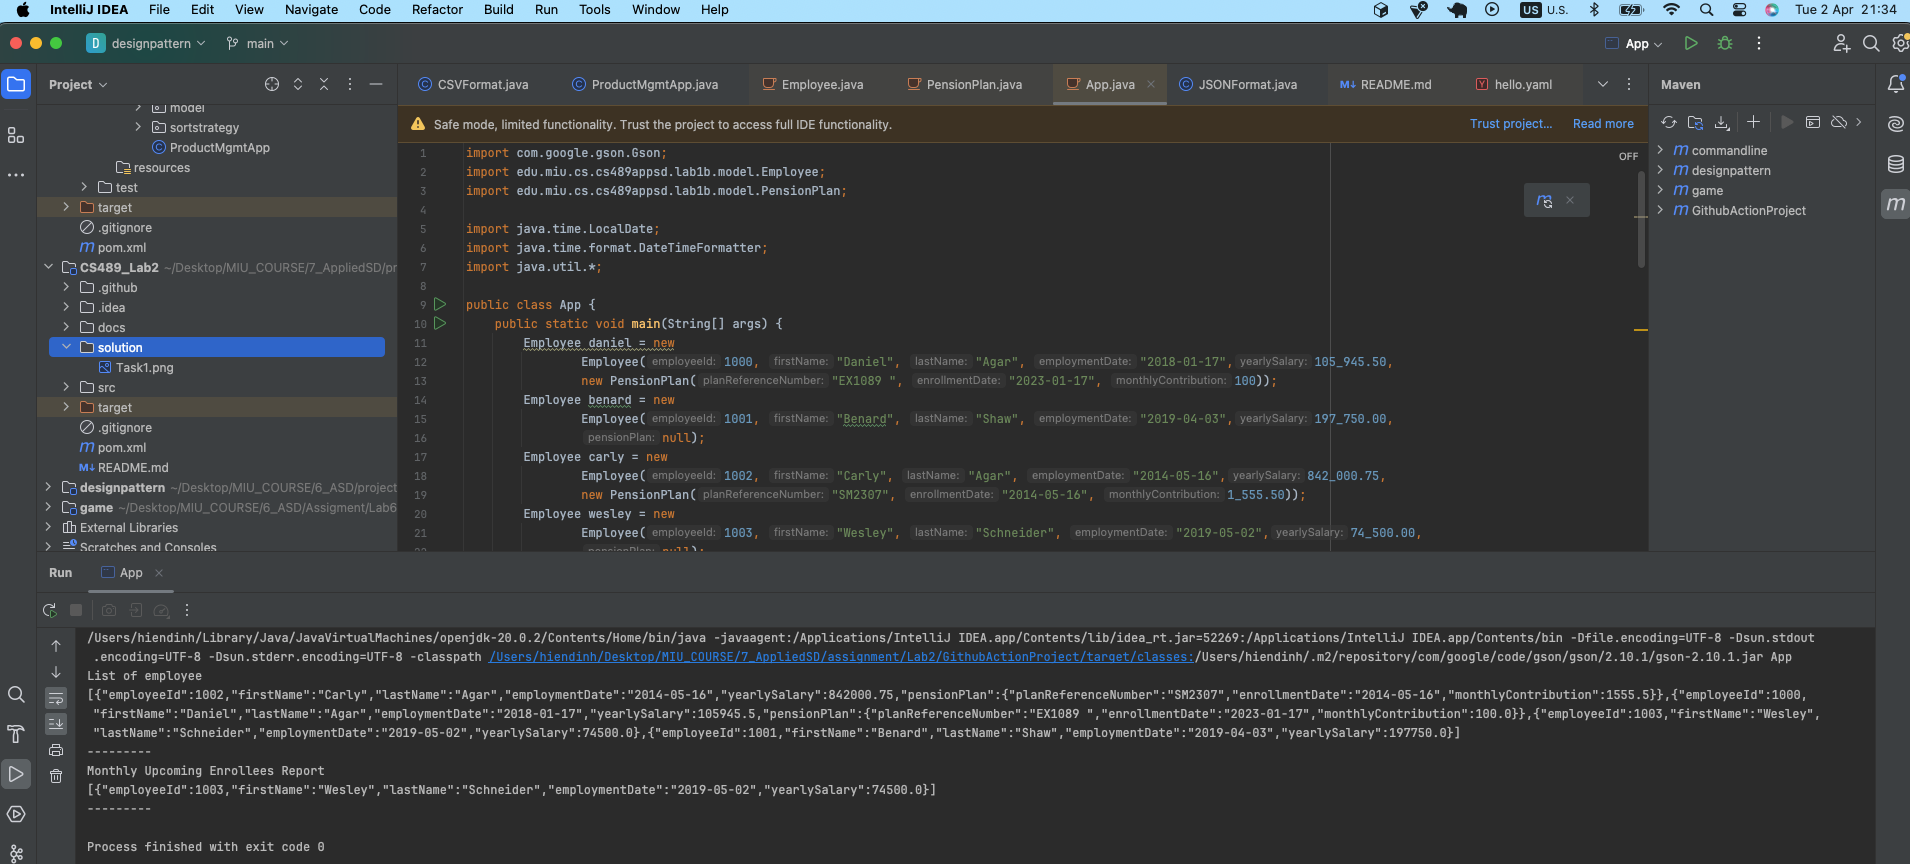 IntelliJ IDEA File Edit View Navigate Code Refactor Build Run Tools Window Help US U.S. Tue 2 Apr 21:34
D designpattern main App
Project
model
sortstrategy
ProductMgmtApp
resources
test
target
.gitignore
pom.xml
CS489_Lab2 ~/Desktop/MIU_COURSE/7_AppliedSD/pr
.github
.idea
docs
solution
Task1.png
src
target
.gitignore
pom.xml
README.md
designpattern ~/Desktop/MIU_COURSE/6_ASD/project
game ~/Desktop/MIU_COURSE/6_ASD/Assigment/Lab6
External Libraries
Scratches and Consoles
CSVFormat.java ProductMgmtApp.java Employee.java PensionPlan.java App.java JSONFormat.java README.md hello.yaml
Safe mode, limited functionality. Trust the project to access full IDE functionality. Trust project... Read more
OFF
1 import com.google.gson.Gson;
2 import edu.miu.cs.cs489appsd.lab1b.model.Employee;
3 import edu.miu.cs.cs489appsd.lab1b.model.PensionPlan;
4
5 import java.time.LocalDate;
6 import java.time.format.DateTimeFormatter;
7 import java.util.*;
8
9 public class App {
10 public static void main(String[] args) {
11 Employee daniel = new
12 Employee( employeeId: 1000, firstName: "Daniel", lastName: "Agar", employmentDate: "2018-01-17", yearlySalary: 105_945.50,
13 new PensionPlan( planReferenceNumber: "EX1089 ", enrollmentDate: "2023-01-17", monthlyContribution: 100));
14 Employee benard = new
15 Employee( employeeId: 1001, firstName: "Benard", lastName: "Shaw", employmentDate: "2019-04-03", yearlySalary: 197_750.00,
16 pensionPlan: null);
17 Employee carly = new
18 Employee( employeeId: 1002, firstName: "Carly", lastName: "Agar", employmentDate: "2014-05-16", yearlySalary: 842_000.75,
19 new PensionPlan( planReferenceNumber: "SM2307", enrollmentDate: "2014-05-16", monthlyContribution: 1_555.50));
20 Employee wesley = new
21 Employee( employeeId: 1003, firstName: "Wesley", lastName: "Schneider", employmentDate: "2019-05-02", yearlySalary: 74_500.00,
22 pensionPlan: null);
Maven
commandline
designpattern
game
GithubActionProject
Run App
/Users/hiendinh/Library/Java/JavaVirtualMachines/openjdk-20.0.2/Contents/Home/bin/java -javaagent:/Applications/IntelliJ IDEA.app/Contents/lib/idea_rt.jar=52269:/Applications/IntelliJ IDEA.app/Contents/bin -Dfile.encoding=UTF-8 -Dsun.stdout
.encoding=UTF-8 -Dsun.stderr.encoding=UTF-8 -classpath /Users/hiendinh/Desktop/MIU_COURSE/7_AppliedSD/assignment/Lab2/GithubActionProject/target/classes:/Users/hiendinh/.m2/repository/com/google/code/gson/gson/2.10.1/gson-2.10.1.jar App
List of employee
[{"employeeId":1002,"firstName":"Carly","lastName":"Agar","employmentDate":"2014-05-16","yearlySalary":842000.75,"pensionPlan":{"planReferenceNumber":"SM2307","enrollmentDate":"2014-05-16","monthlyContribution":1555.5}},{"employeeId":1000,
"firstName":"Daniel","lastName":"Agar","employmentDate":"2018-01-17","yearlySalary":105945.5,"pensionPlan":{"planReferenceNumber":"EX1089 ","enrollmentDate":"2023-01-17","monthlyContribution":100.0}},{"employeeId":1003,"firstName":"Wesley",
"lastName":"Schneider","employmentDate":"2019-05-02","yearlySalary":74500.0},{"employeeId":1001,"firstName":"Benard","lastName":"Shaw","employmentDate":"2019-04-03","yearlySalary":197750.0}]
---------
Monthly Upcoming Enrollees Report
[{"employeeId":1003,"firstName":"Wesley","lastName":"Schneider","employmentDate":"2019-05-02","yearlySalary":74500.0}]
---------
Process finished with exit code 0